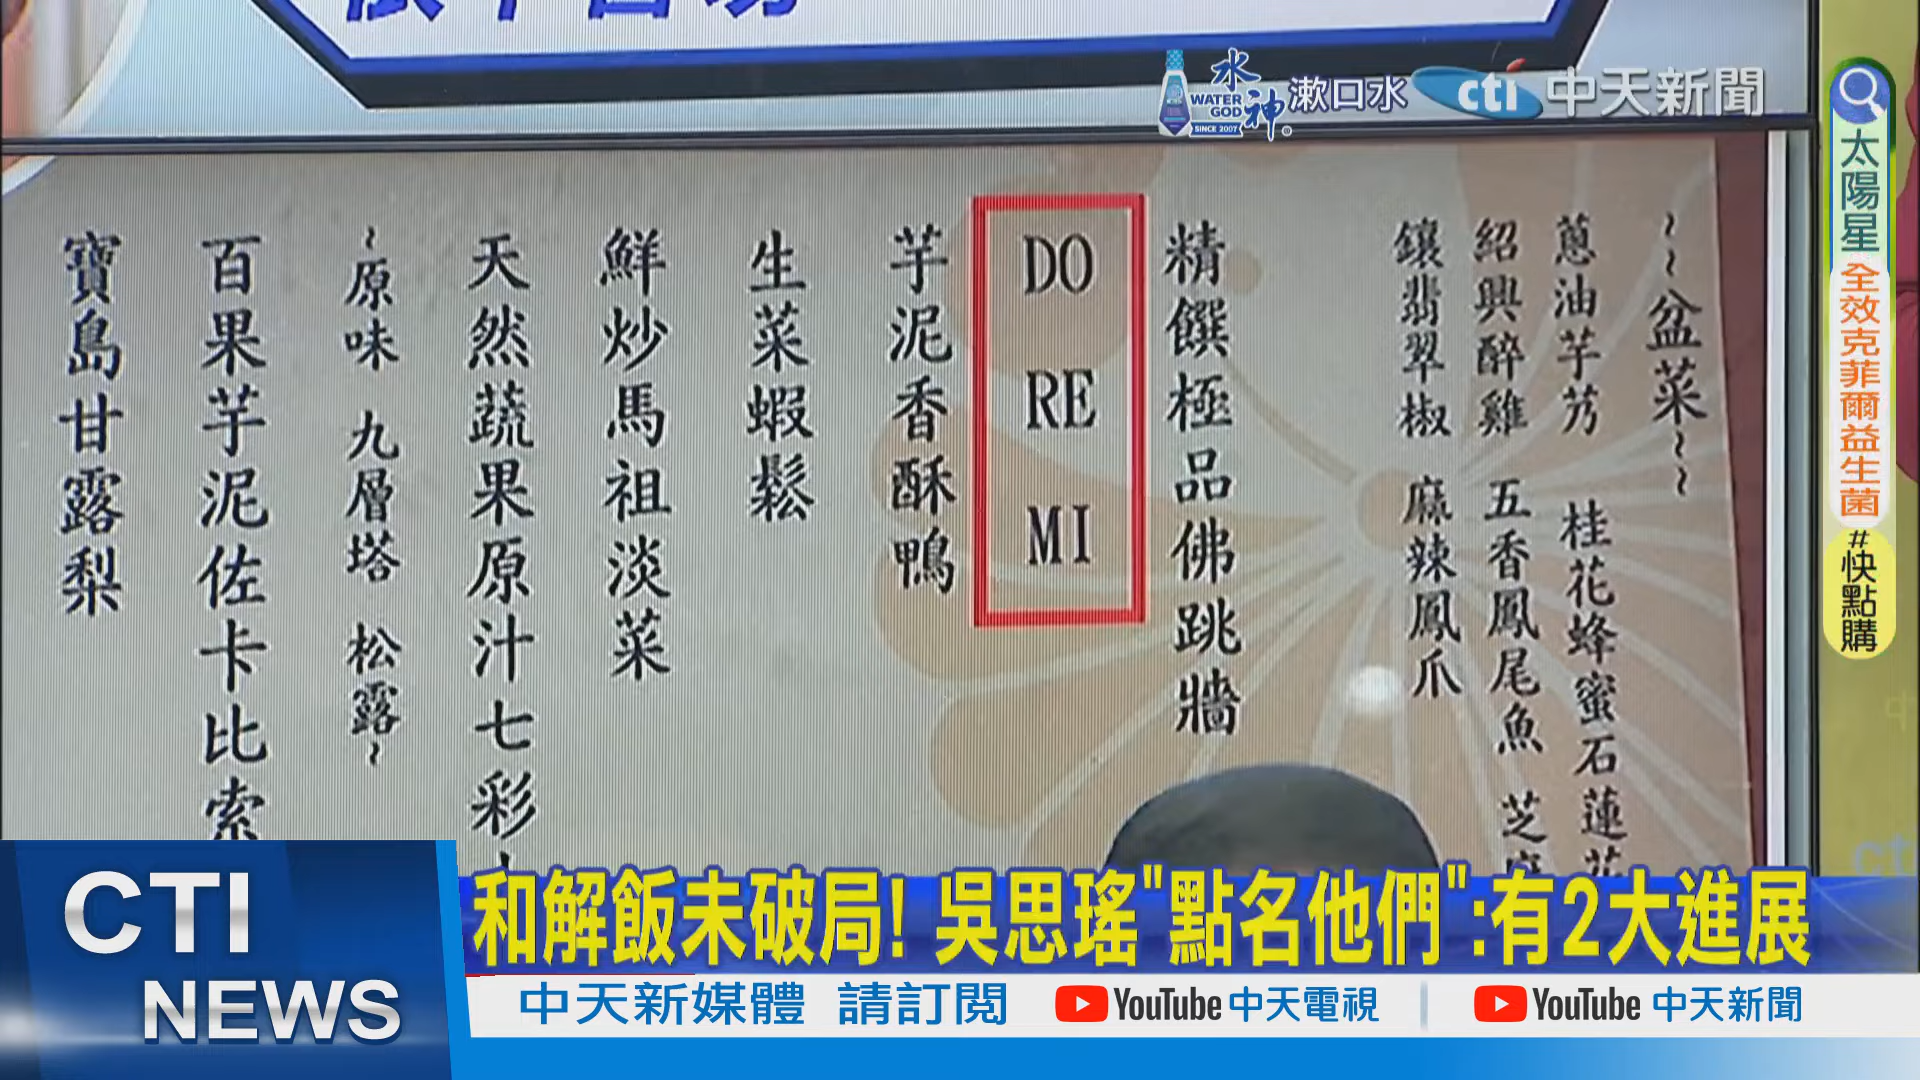 水神
WATER GOD
SINCE 2007
漱口水
cti 中天新聞
太陽星
全效克菲爾益生菌
#快點購
~~盆菜~~
蔥油芋艿 桂花蜂蜜石蓮花
紹興醉雞 五香鳳尾魚 芝麻
鑲翡翠椒 麻辣鳳爪
精饌極品佛跳牆
DO RE MI
芋泥香酥鴨
生菜蝦鬆
鮮炒馬祖淡菜
天然蔬果原汁七彩
~原味 九層塔 松露~
百果芋泥佐卡比索
寶島甘露梨
CTI NEWS
和解飯未破局! 吳思瑤"點名他們":有2大進展
中天新媒體 請訂閱 YouTube 中天電視 YouTube 中天新聞